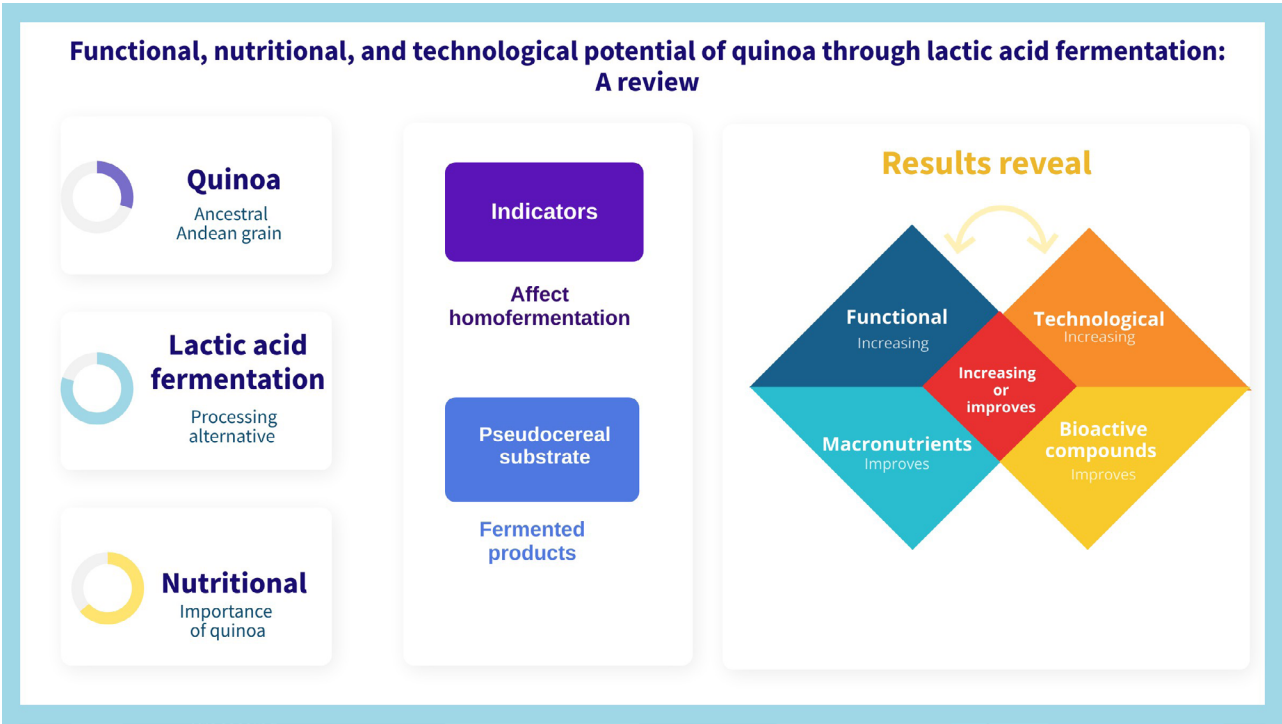 Functional, nutritional, and technological potential of quinoa through lactic acid fermentation:
A review
Quinoa
Ancestral
Andean grain
Lactic acid
fermentation
Processing
alternative
Nutritional
Importance
of quinoa
Indicators
Affect
homofermentation
Pseudocereal
substrate
Fermented
products
Results reveal
Functional
Increasing
Technological
Increasing
Increasing
or
improves
Macronutrients
Improves
Bioactive
compounds
Improves